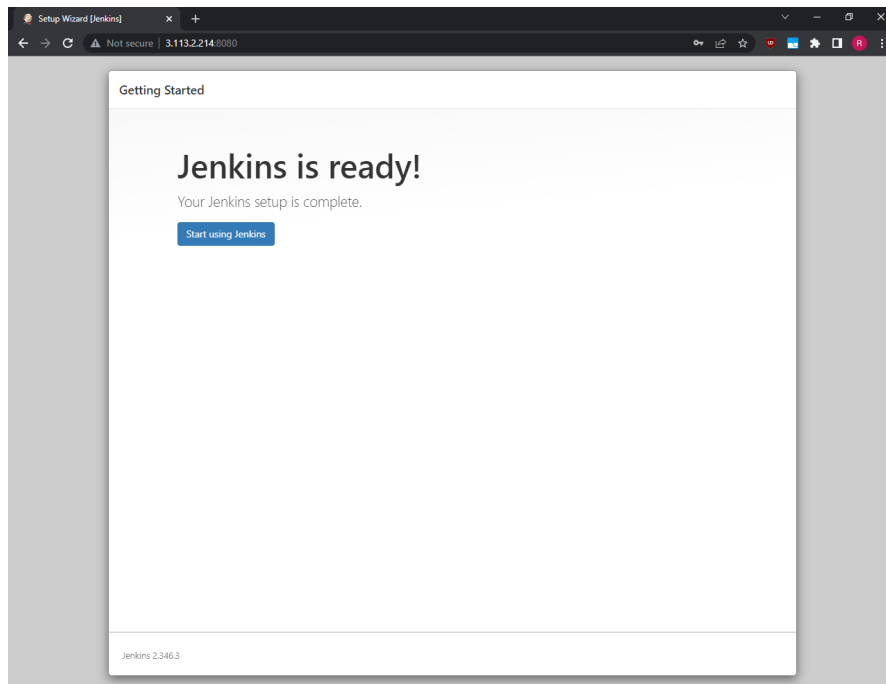 Setup Wizard [Jenkins]
Not secure | 3.113.2.214:8080
R
Getting Started
Jenkins is ready!
Your Jenkins setup is complete.
Start using Jenkins
Jenkins 2.346.3